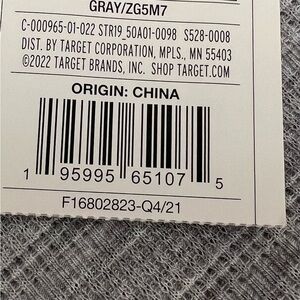 GRAY/ZG5M7
C-000965-01-022 STR19_50A01-0098 S528-0008
DIST. BY TARGET CORPORATION, MPLS., MN 55403
©2022 TARGET BRANDS, INC. SHOP TARGET.COM
ORIGIN: CHINA
1 95995 65107 5
F16802823-Q4/21